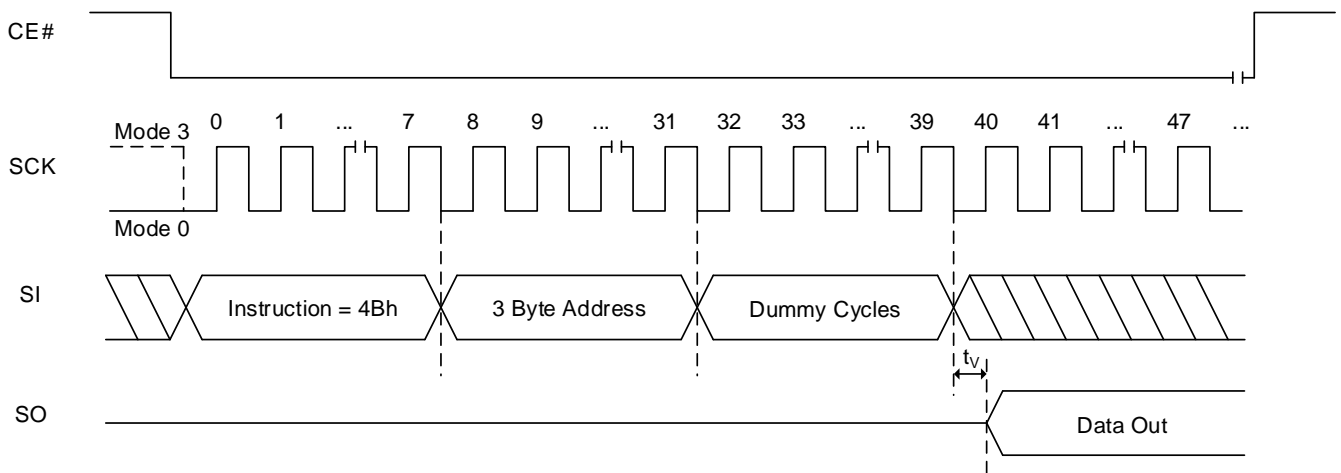 CE#
Mode 3 0 1 ... 7 8 9 ... 31 32 33 ... 39 40 41 ... 47 ...
SCK
Mode 0
SI Instruction = 4Bh 3 Byte Address Dummy Cycles
tV
SO Data Out